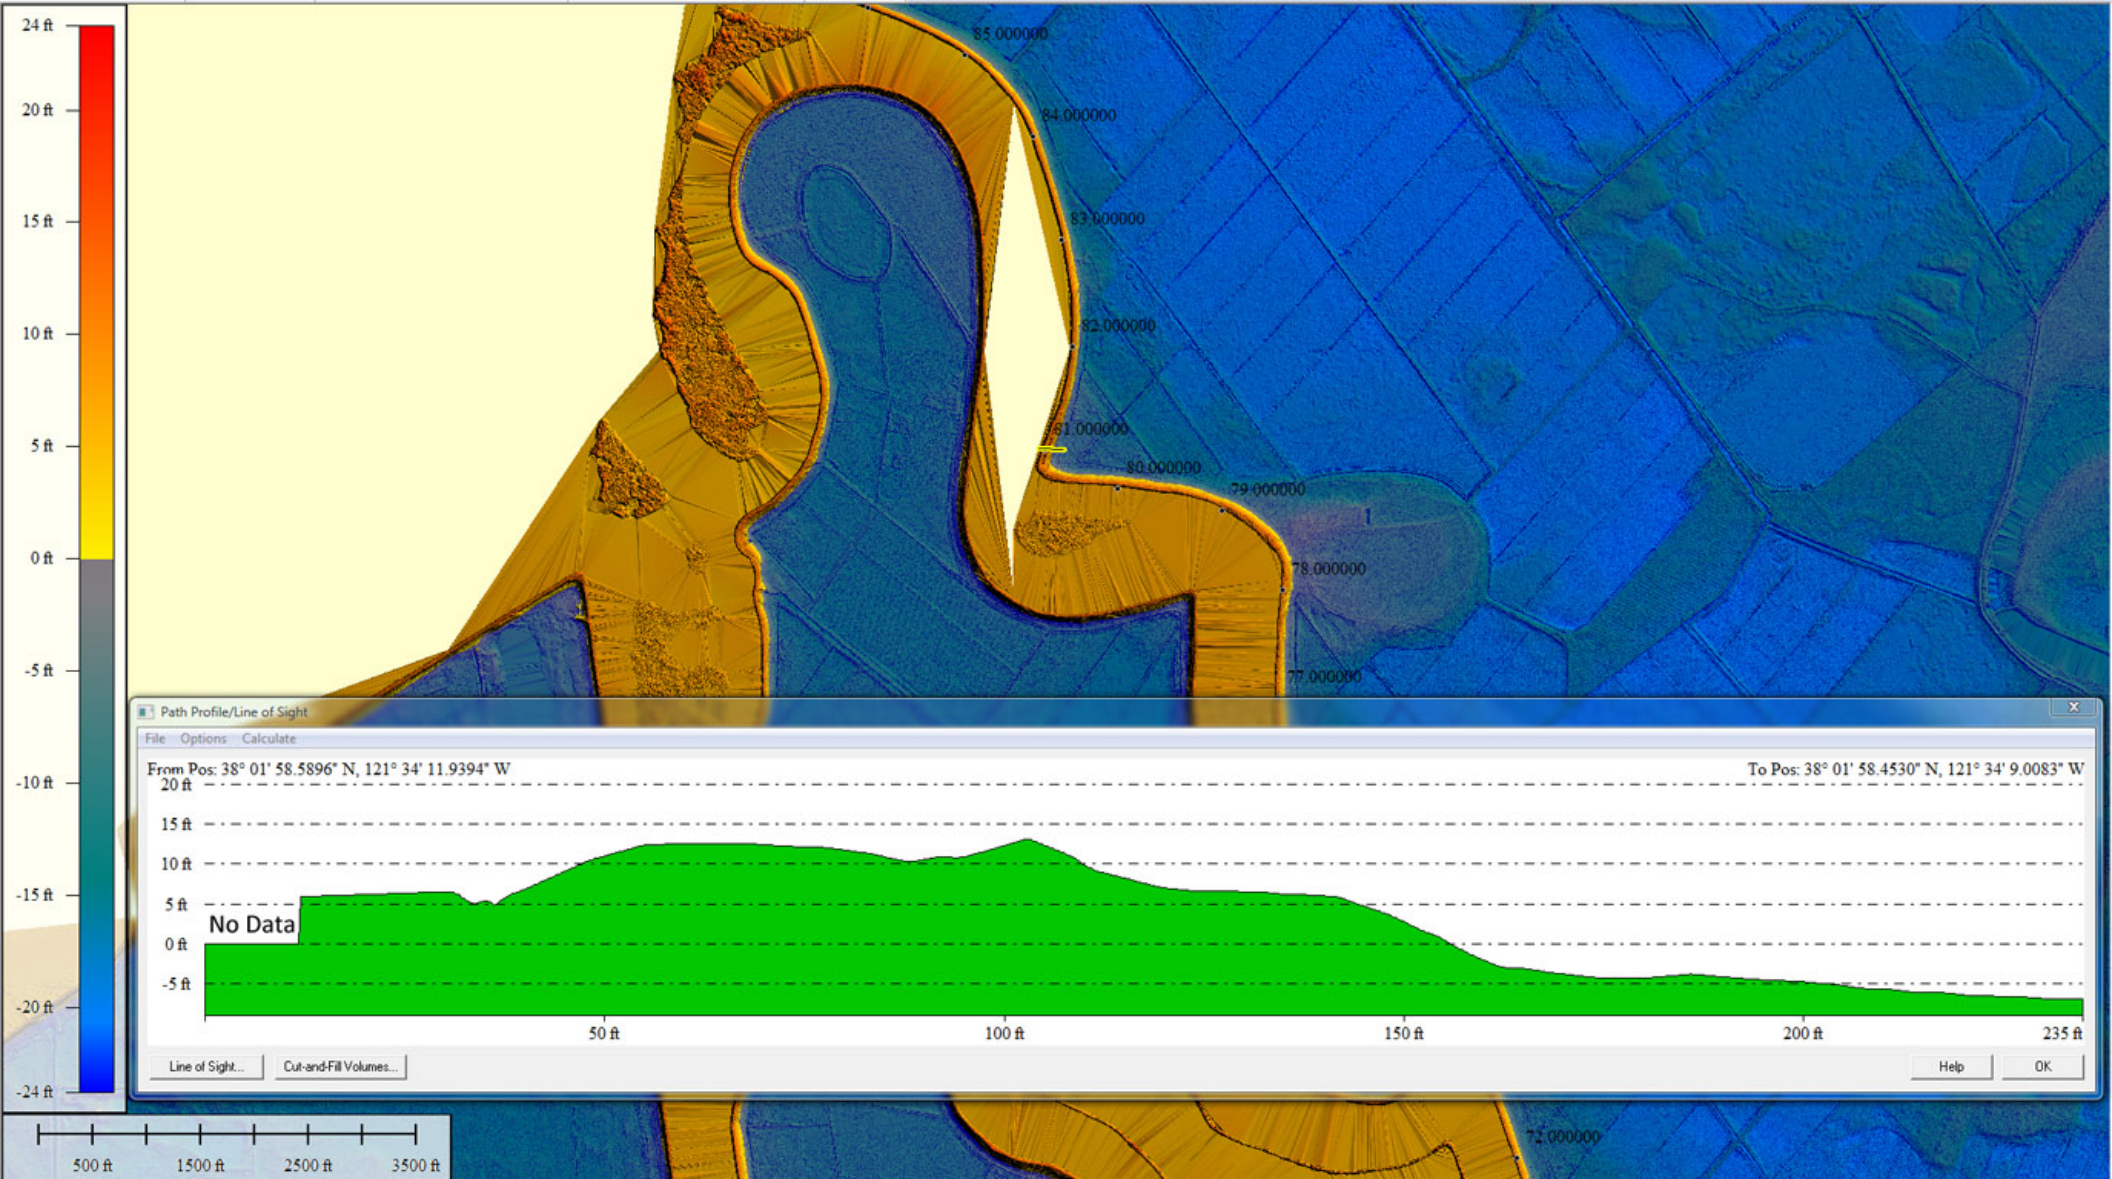 24 ft
20 ft
15 ft
10 ft
5 ft
0 ft
-5 ft
-10 ft
-15 ft
-20 ft
-24 ft
85.000000
84.000000
83.000000
82.000000
81.000000
80.000000
79.000000
1
78.000000
77.000000
Path Profile/Line of Sight
File Options Calculate
From Pos: 38° 01' 58.5896" N, 121° 34' 11.9394" W
To Pos: 38° 01' 58.4530" N, 121° 34' 9.0083" W
20 ft
15 ft
10 ft
5 ft
No Data
0 ft
-5 ft
50 ft 100 ft 150 ft 200 ft 235 ft
Line of Sight... Cut-and-Fill Volumes... Help OK
72.000000
500 ft 1500 ft 2500 ft 3500 ft